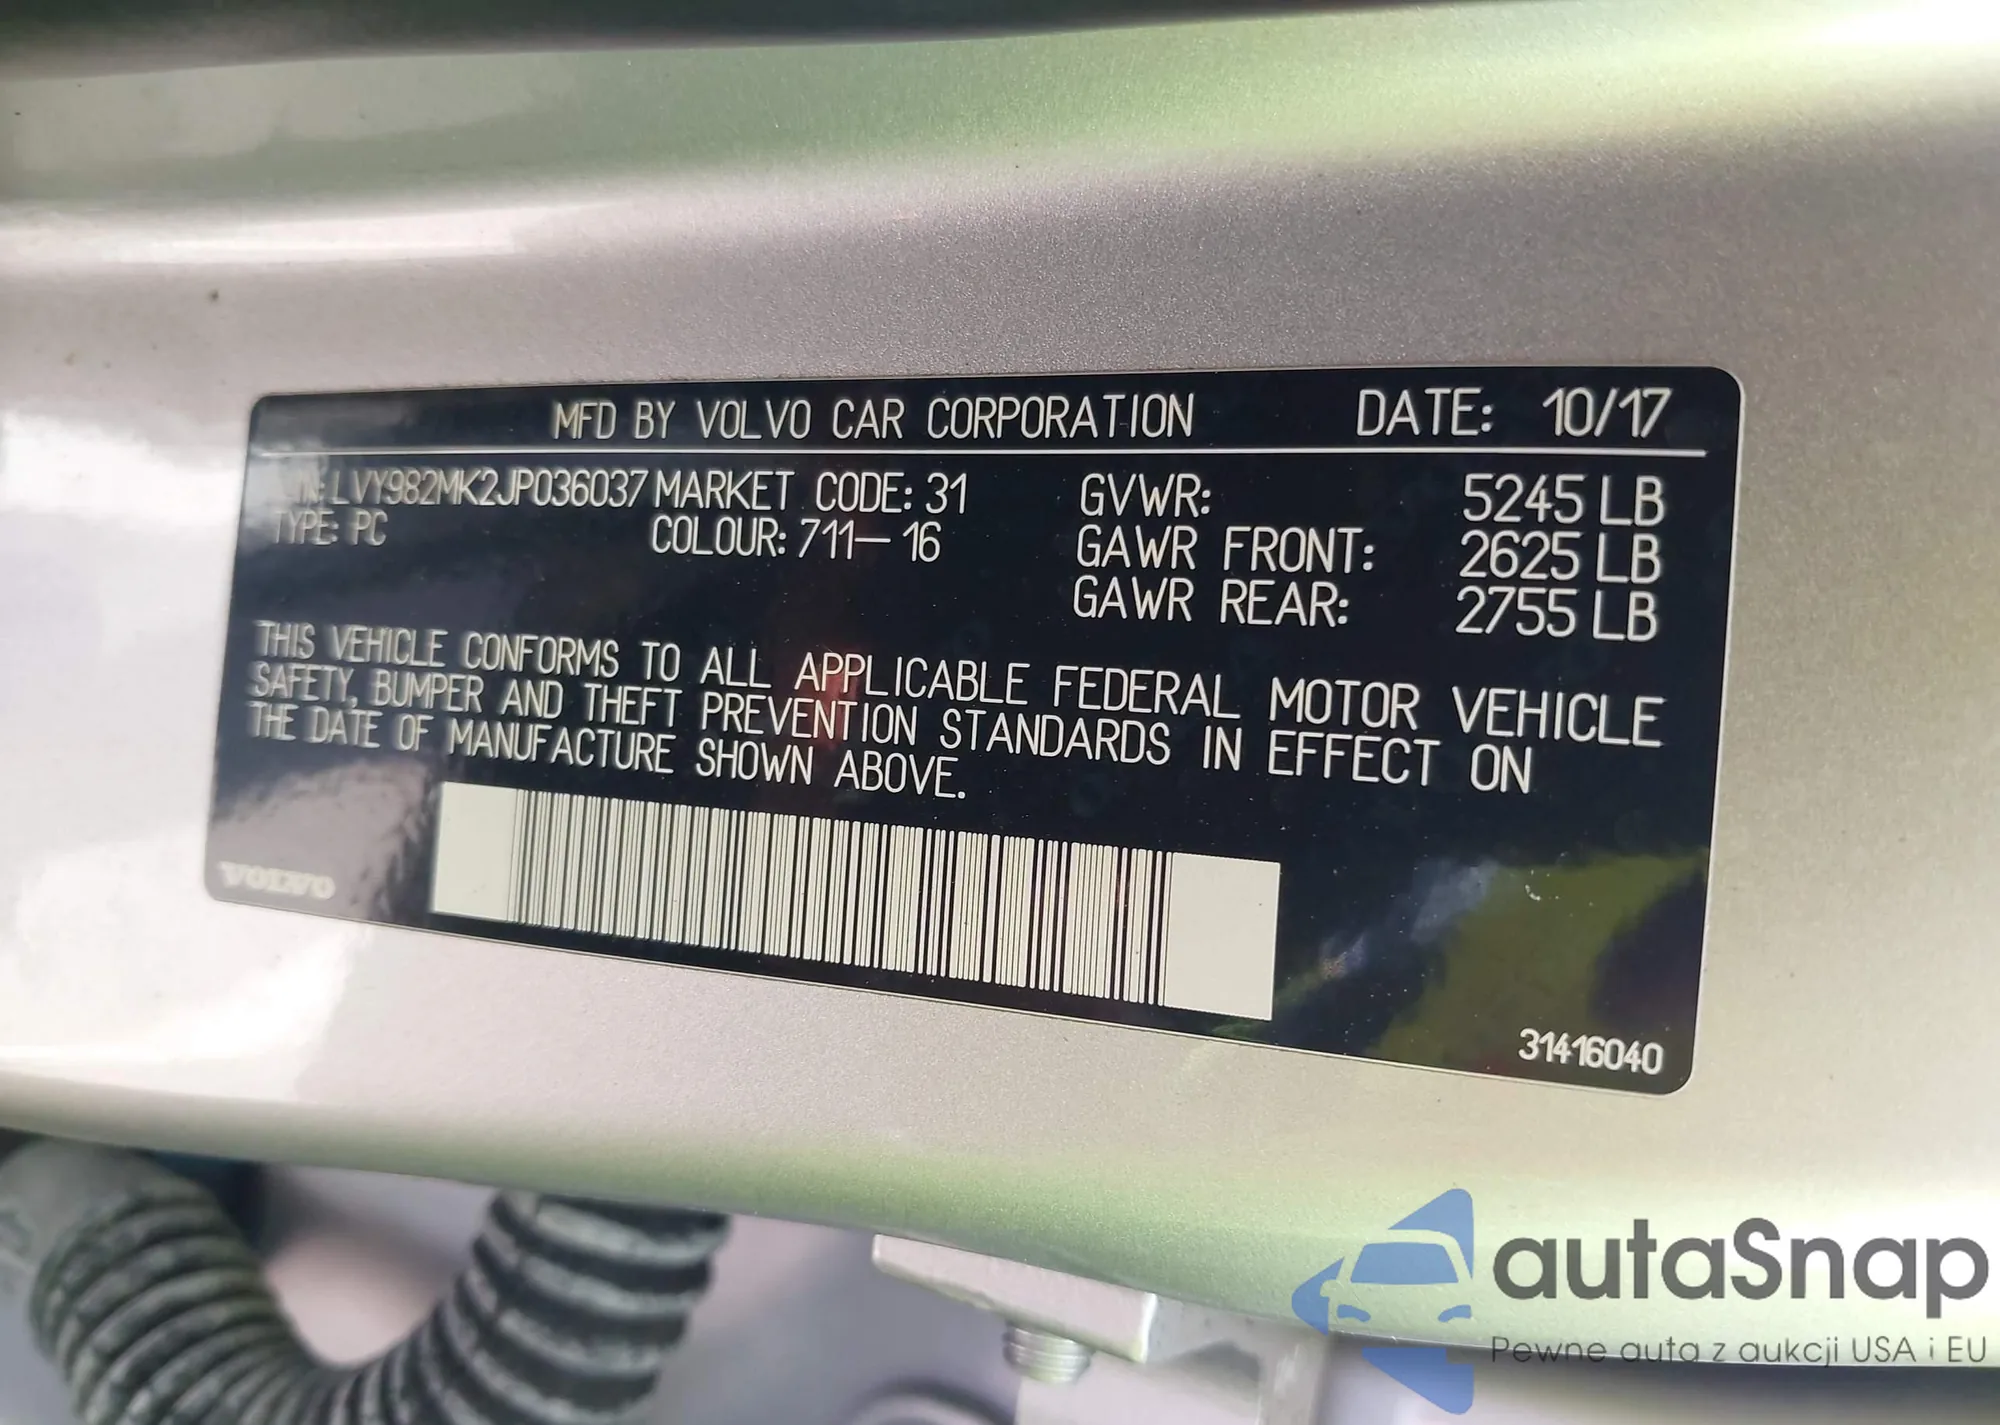 MFD BY VOLVO CAR CORPORATION DATE: 10/17
VIN: LVY982MK2JP036037 MARKET CODE: 31 GVWR: 5245 LB
TYPE: PC COLOUR: 711-16 GAWR FRONT: 2625 LB
GAWR REAR: 2755 LB
THIS VEHICLE CONFORMS TO ALL APPLICABLE FEDERAL MOTOR VEHICLE
SAFETY, BUMPER AND THEFT PREVENTION STANDARDS IN EFFECT ON
THE DATE OF MANUFACTURE SHOWN ABOVE.
VOLVO
31416040
autaSnap
Pewne auta z aukcji USA i EU